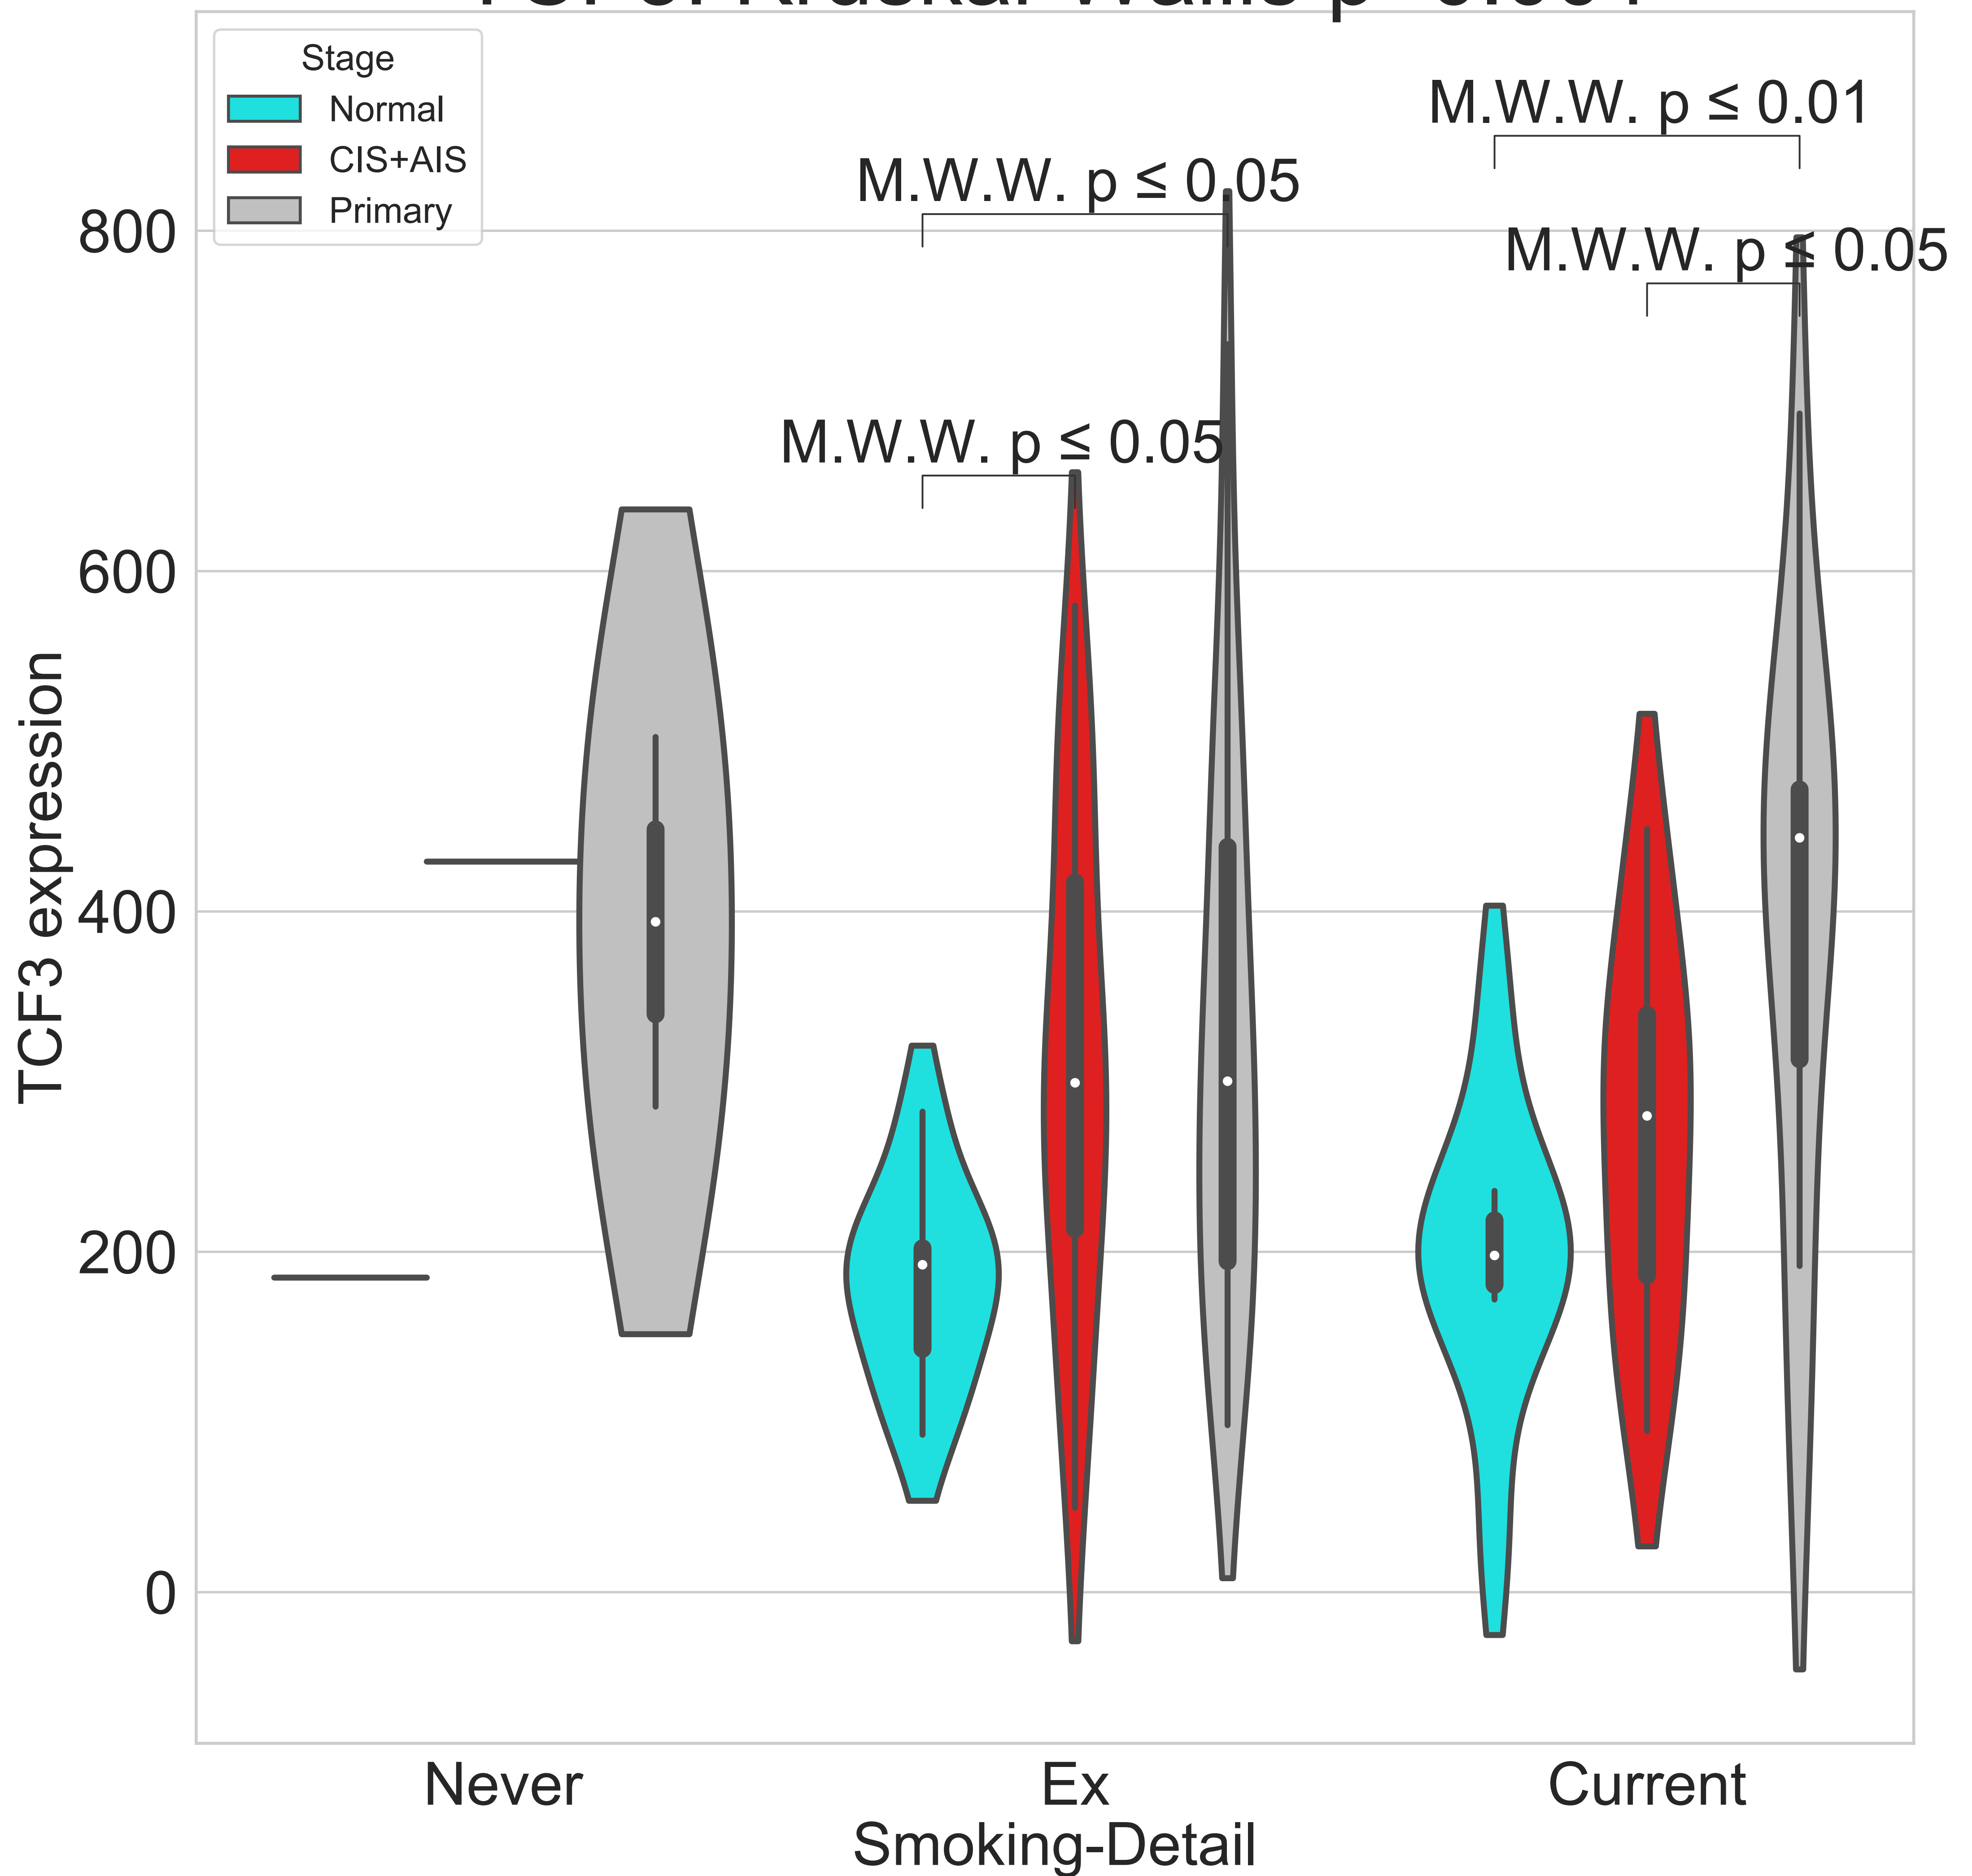 Stage
Normal
CIS+AIS
Primary
M.W.W. p ≤ 0.01
M.W.W. p ≤ 0.05
M.W.W. p ≤ 0.05
M.W.W. p ≤ 0.05
800
600
400
200
0
TCF3 expression
Never
Ex
Current
Smoking-Detail